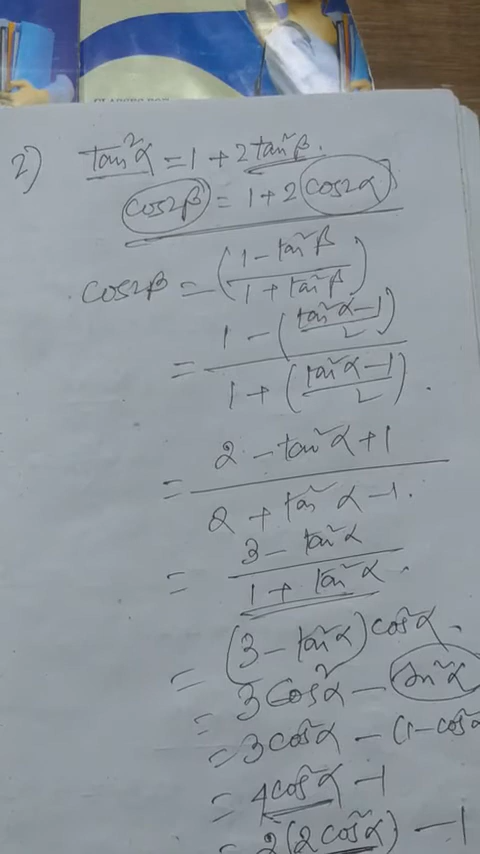 2) tan²α = 1 + 2tan²β.
cos2β = 1 + 2 cos2α
cos2β = (1 - tan²β / 1 + tan²β)
= 1 - (tan²α - 1 / 2) / 1 + (tan²α - 1 / 2).
= 2 - tan²α + 1 / 2 + tan²α - 1.
= 3 - tan²α / 1 + tan²α.
= (3 - tan²α) cos²α.
= 3cos²α - sin²α
= 3cos²α - (1 - cos²α
= 4cos²α - 1
= 2(2cos²α) - 1